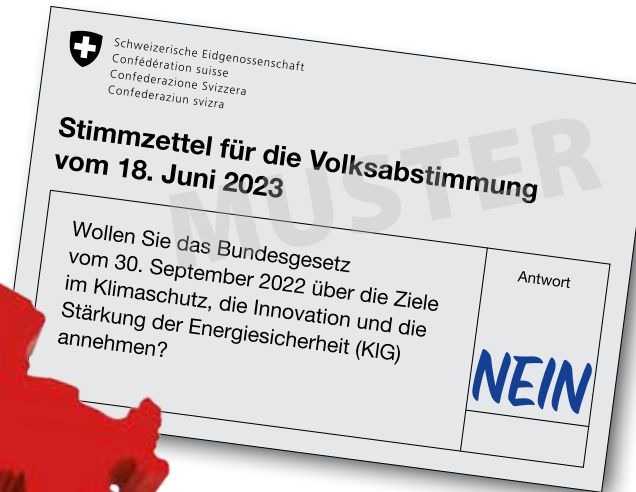 Schweizerische Eidgenossenschaft
Confédération suisse
Confederazione Svizzera
Confederaziun svizra
Stimmzettel für die Volksabstimmung
vom 18. Juni 2023
MUSTER
Wollen Sie das Bundesgesetz
vom 30. September 2022 über die Ziele
im Klimaschutz, die Innovation und die
Stärkung der Energiesicherheit (KlG)
annehmen?
Antwort
NEIN